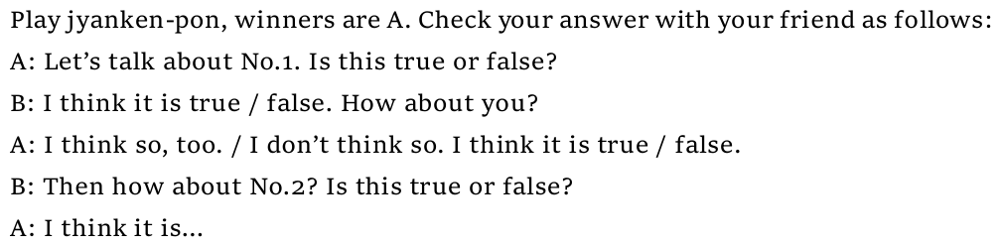 Play jyanken-pon, winners are A. Check your answer with your friend as follows:
A: Let’s talk about No.1. Is this true or false?
B: I think it is true / false. How about you?
A: I think so, too. / I don’t think so. I think it is true / false.
B: Then how about No.2? Is this true or false?
A: I think it is...